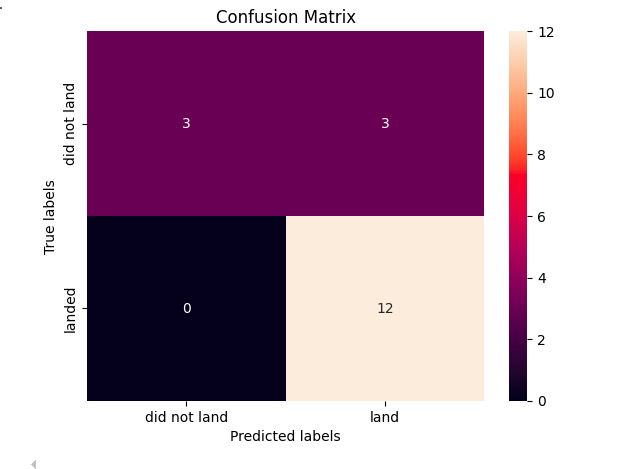 Confusion Matrix
did not land
landed
True labels
3
3
0
12
did not land
land
Predicted labels
12
10
8
6
4
2
0